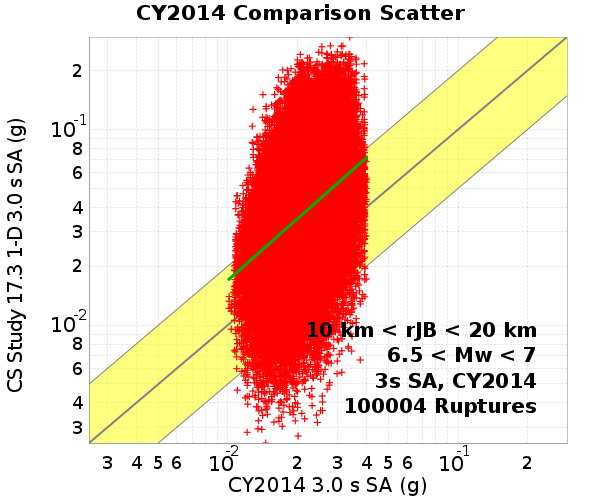 CY2014 Comparison Scatter
CS Study 17.3 1-D 3.0 s SA (g)
2
10-1
8
6
4
3
2
10-2
8
6
4
3
10 km < rJB < 20 km
6.5 < Mw < 7
3s SA, CY2014
100004 Ruptures
3 4 5 6 10-2 2 3 4 5 6 10-1 2
CY2014 3.0 s SA (g)